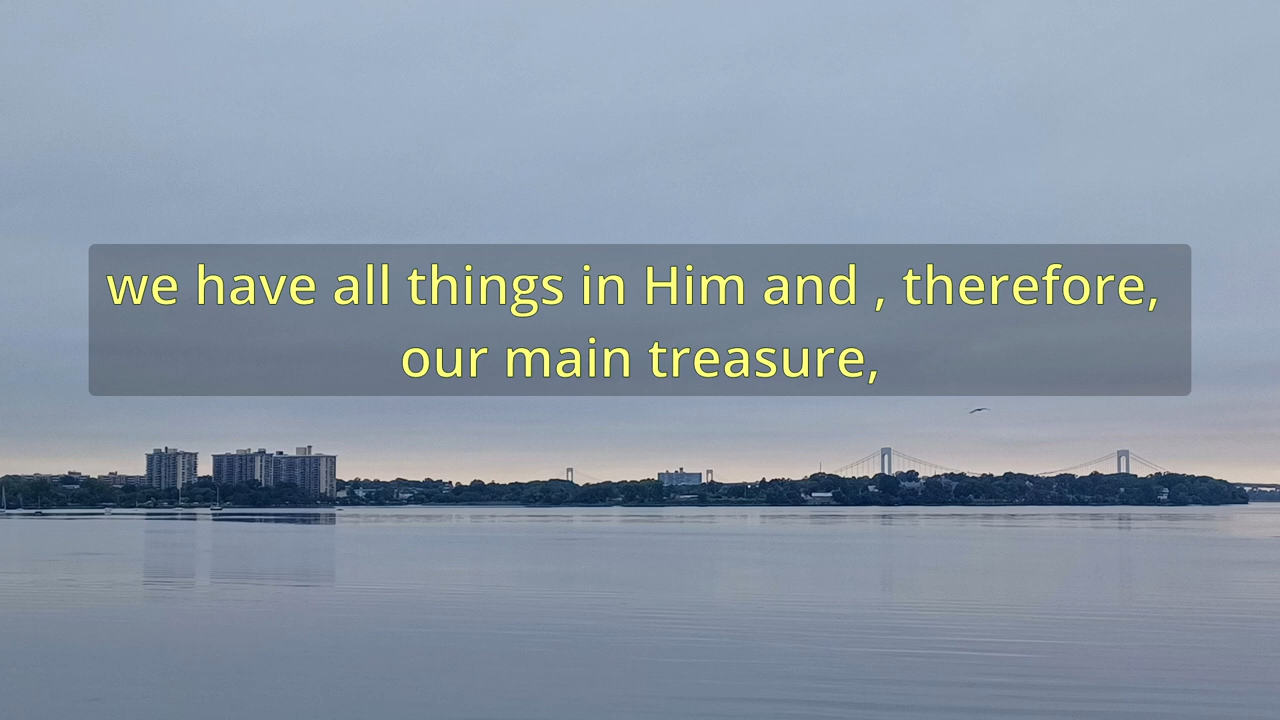 we have all things in Him and , therefore,
our main treasure,